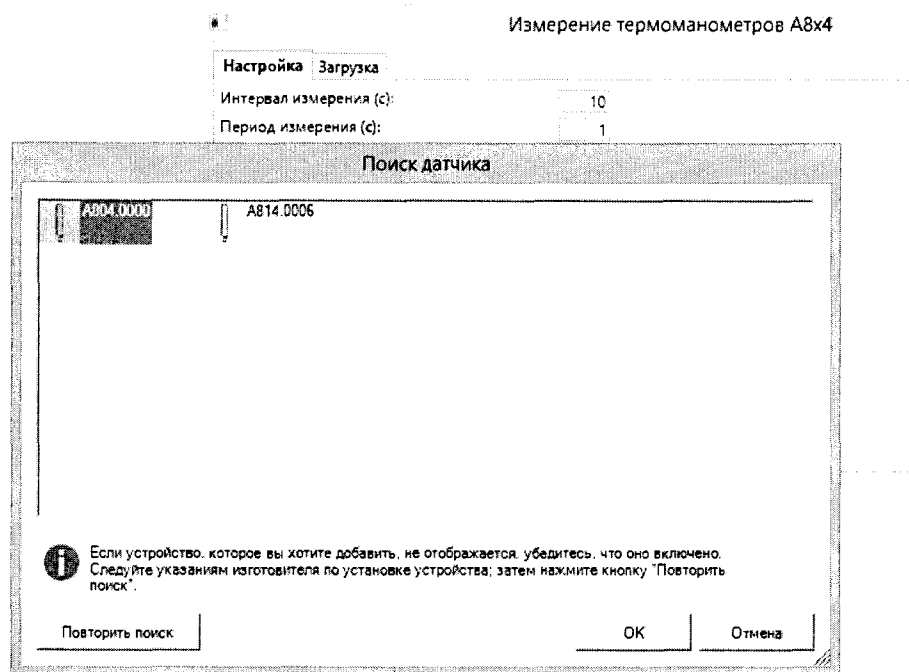 Измерение термоманометров А8х4
Настройка Загрузка
Интервал измерения (с): 10
Период измерения (с): 1
Поиск датчика
A804.0000 A814.0006
Если устройство, которое вы хотите добавить, не отображается, убедитесь, что оно включено.
Следуйте указаниям изготовителя по установке устройства; затем нажмите кнопку "Повторить
поиск".
Повторить поиск OK Отмена